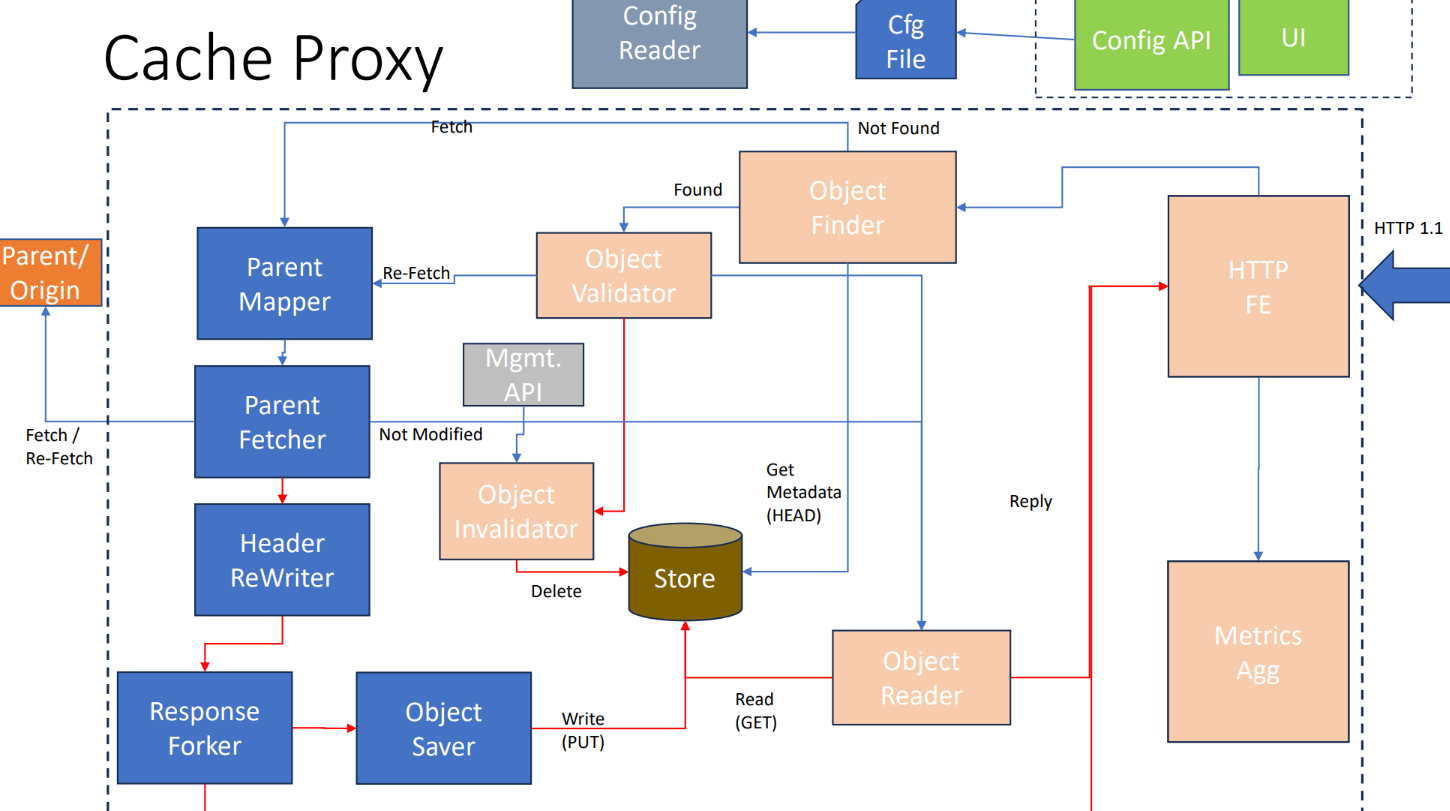 Cache Proxy
Config
Reader
Cfg
File
Config API
UI
Fetch
Not Found
Found
Object
Finder
HTTP 1.1
Parent/
Origin
Parent
Mapper
Re-Fetch
Object
Validator
HTTP
FE
Mgmt.
API
Parent
Fetcher
Fetch /
Re-Fetch
Not Modified
Object
Invalidator
Get
Metadata
(HEAD)
Reply
Header
ReWriter
Store
Delete
Metrics
Agg
Object
Reader
Read
(GET)
Response
Forker
Object
Saver
Write
(PUT)